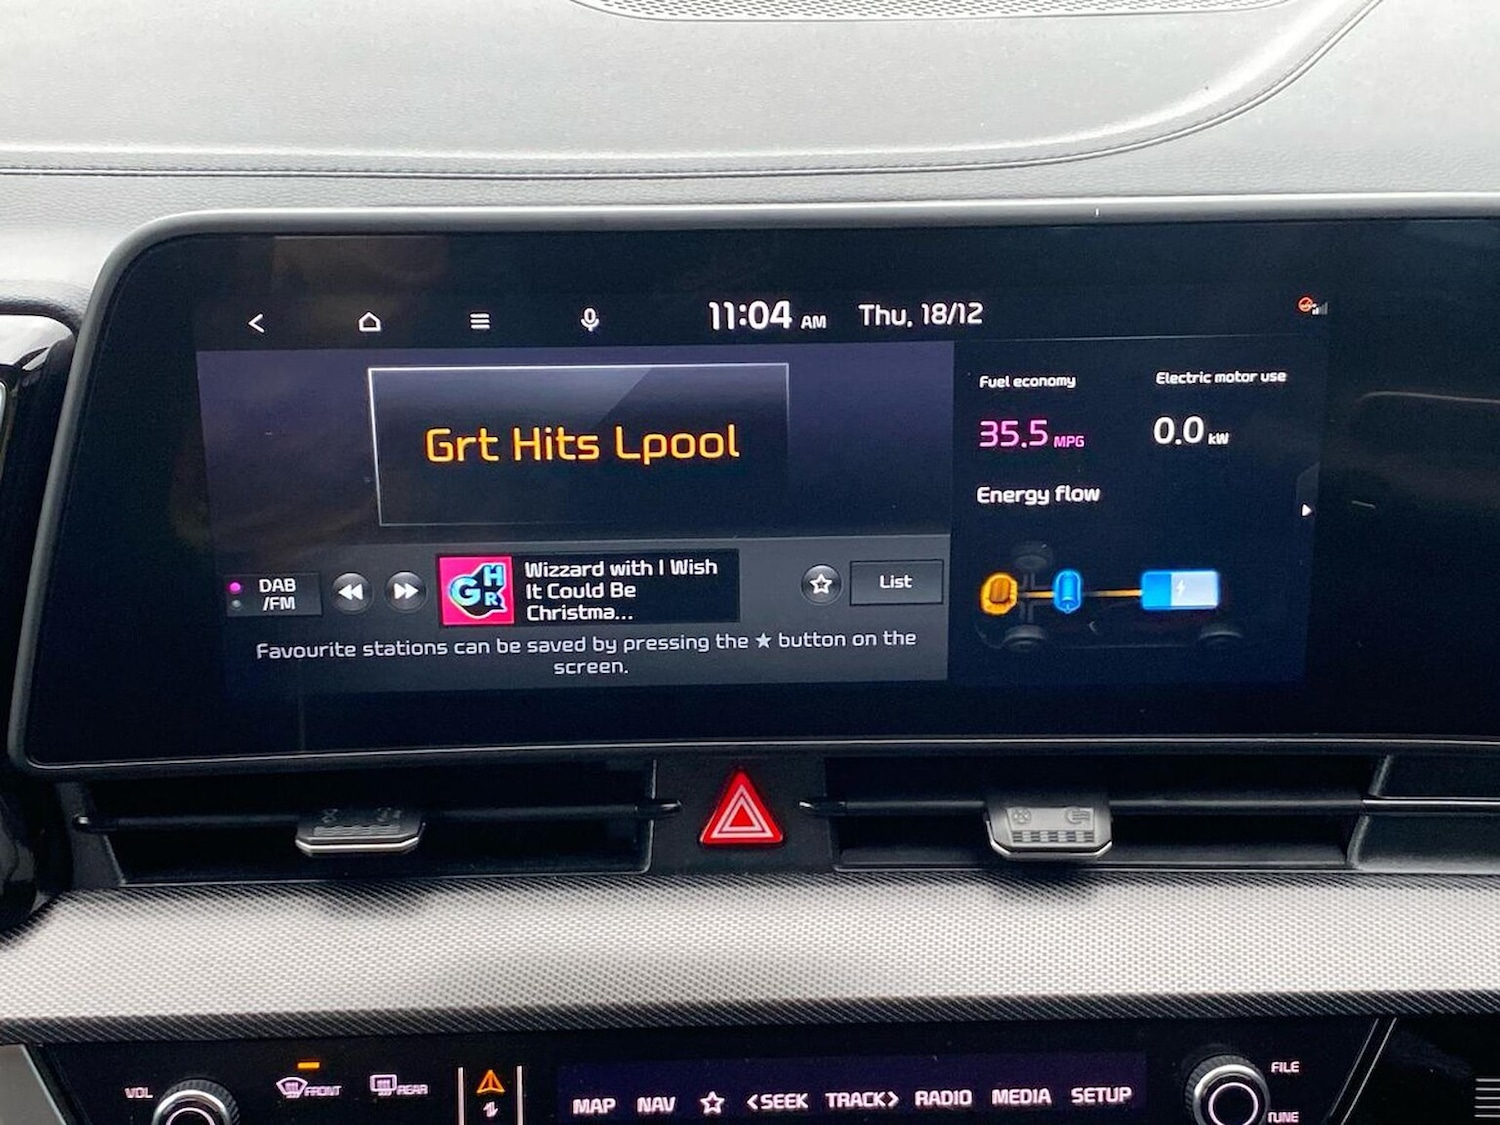 11:04 AM Thu, 18/12
Grt Hits Lpool
Fuel economy
35.5 MPG
Electric motor use
0.0 kW
Energy flow
DAB
/FM
GHR
Wizzard with I Wish
It Could Be
Christma...
List
Favourite stations can be saved by pressing the ★ button on the
screen.
VOL
FRONT
REAR
MAP NAV ☆ <SEEK TRACK> RADIO MEDIA SETUP
FILE
TUNE